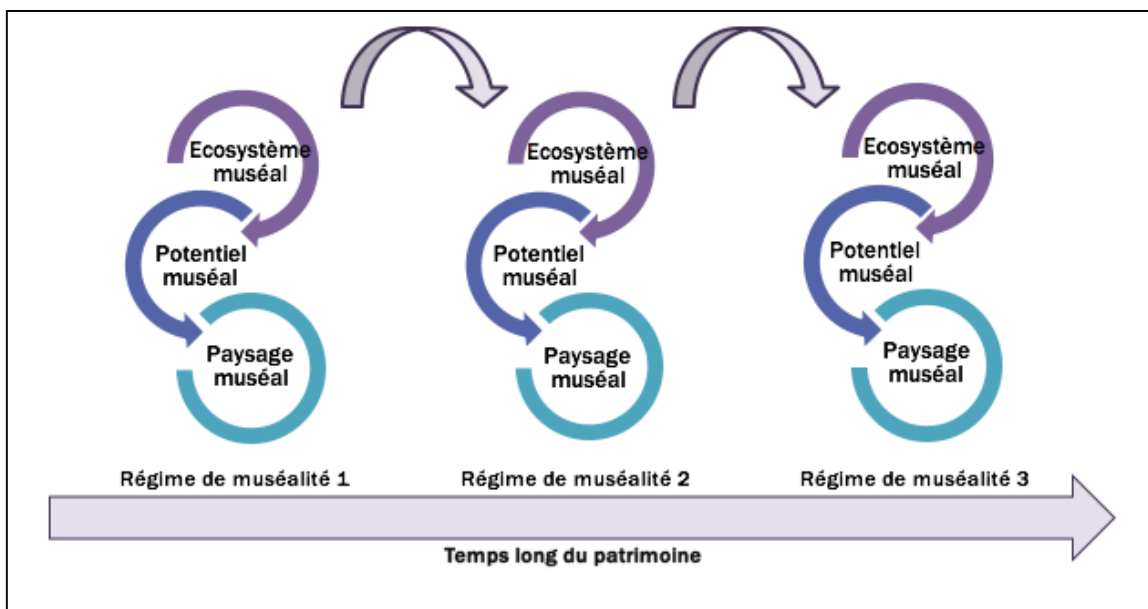 Ecosystème
muséal
Potentiel
muséal
Paysage
muséal
Ecosystème
muséal
Potentiel
muséal
Paysage
muséal
Ecosystème
muséal
Potentiel
muséal
Paysage
muséal
Régime de muséalité 1
Régime de muséalité 2
Régime de muséalité 3
Temps long du patrimoine